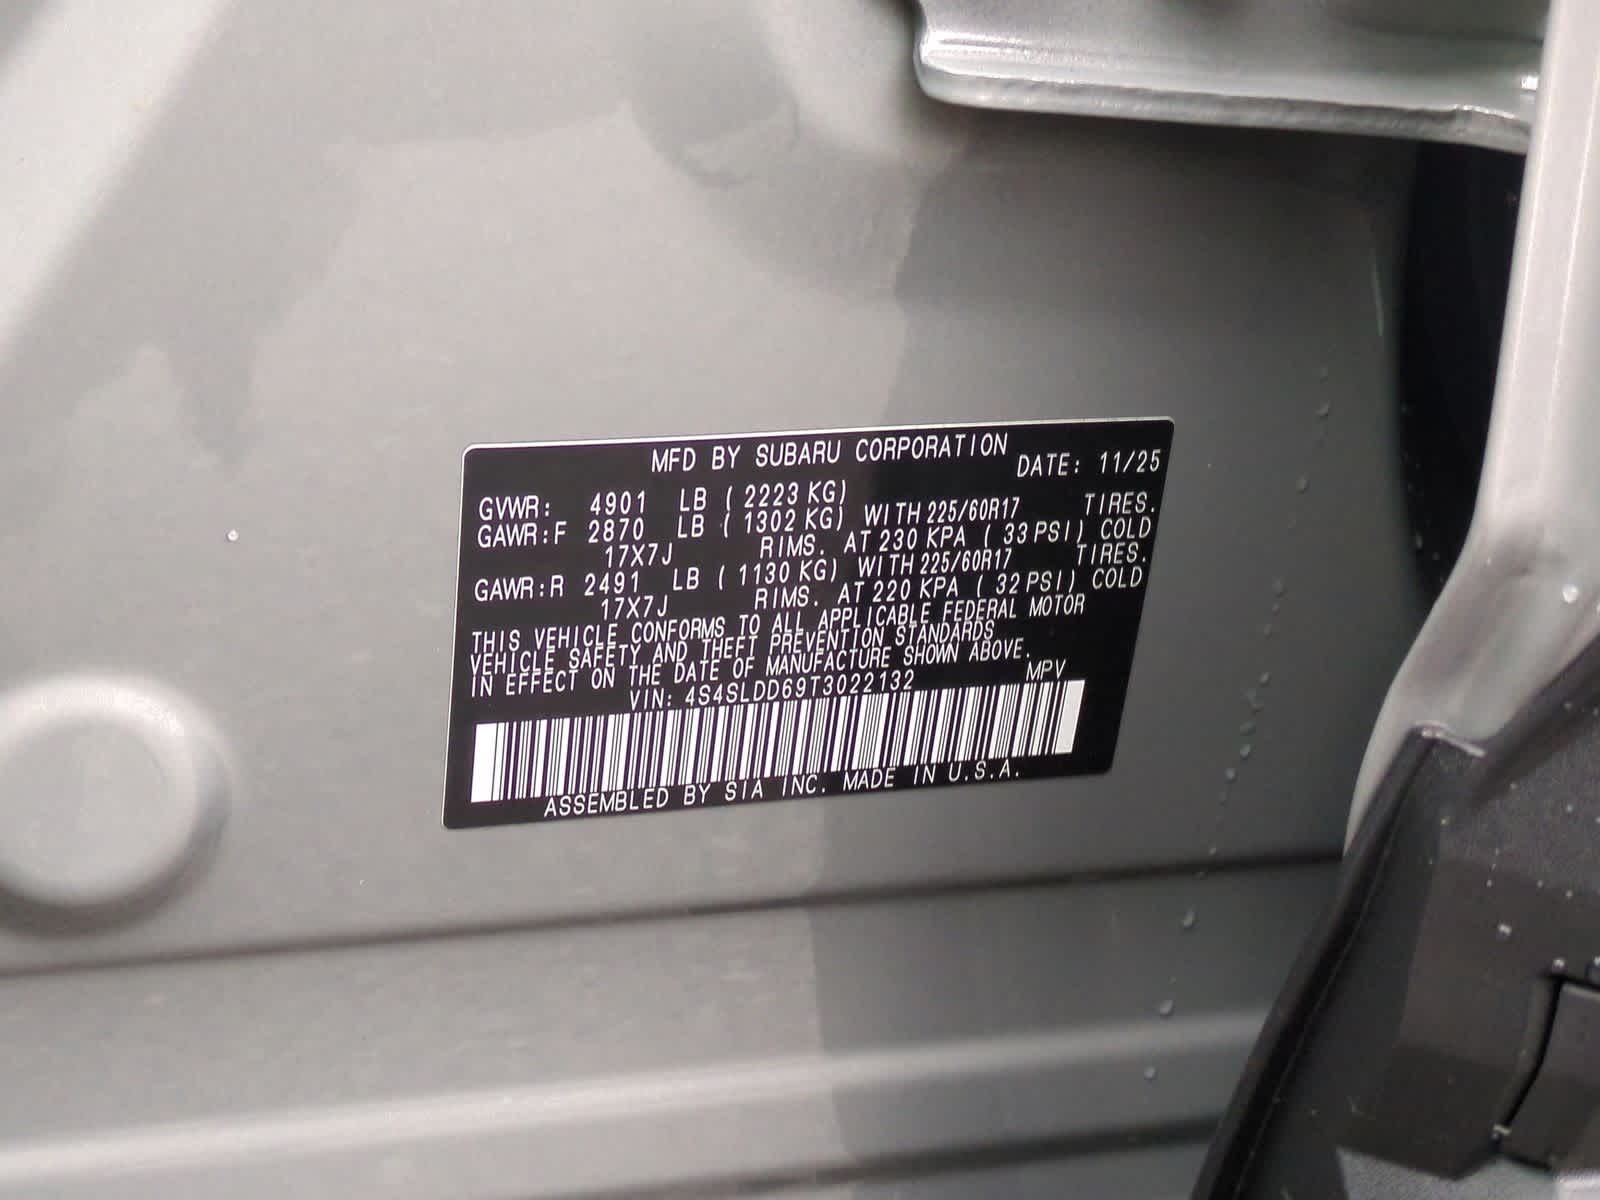 MFD BY SUBARU CORPORATION
DATE: 11/25
GVWR: 4901 LB ( 2223 KG)
GAWR:F 2870 LB ( 1302 KG) WITH 225/60R17 TIRES.
17X7J RIMS. AT 230 KPA ( 33 PSI) COLD
GAWR:R 2491 LB ( 1130 KG) WITH 225/60R17 TIRES.
17X7J RIMS. AT 220 KPA ( 32 PSI) COLD
THIS VEHICLE CONFORMS TO ALL APPLICABLE FEDERAL MOTOR
VEHICLE SAFETY AND THEFT PREVENTION STANDARDS
IN EFFECT ON THE DATE OF MANUFACTURE SHOWN ABOVE.
VIN: 4S4SLDD69T3022132 MPV
ASSEMBLED BY SIA INC. MADE IN U.S.A.